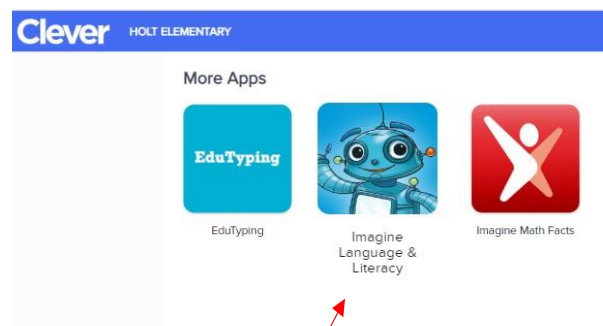 Clever HOLT ELEMENTARY
More Apps
EduTyping
EduTyping
Imagine
Language &
Literacy
Imagine Math Facts